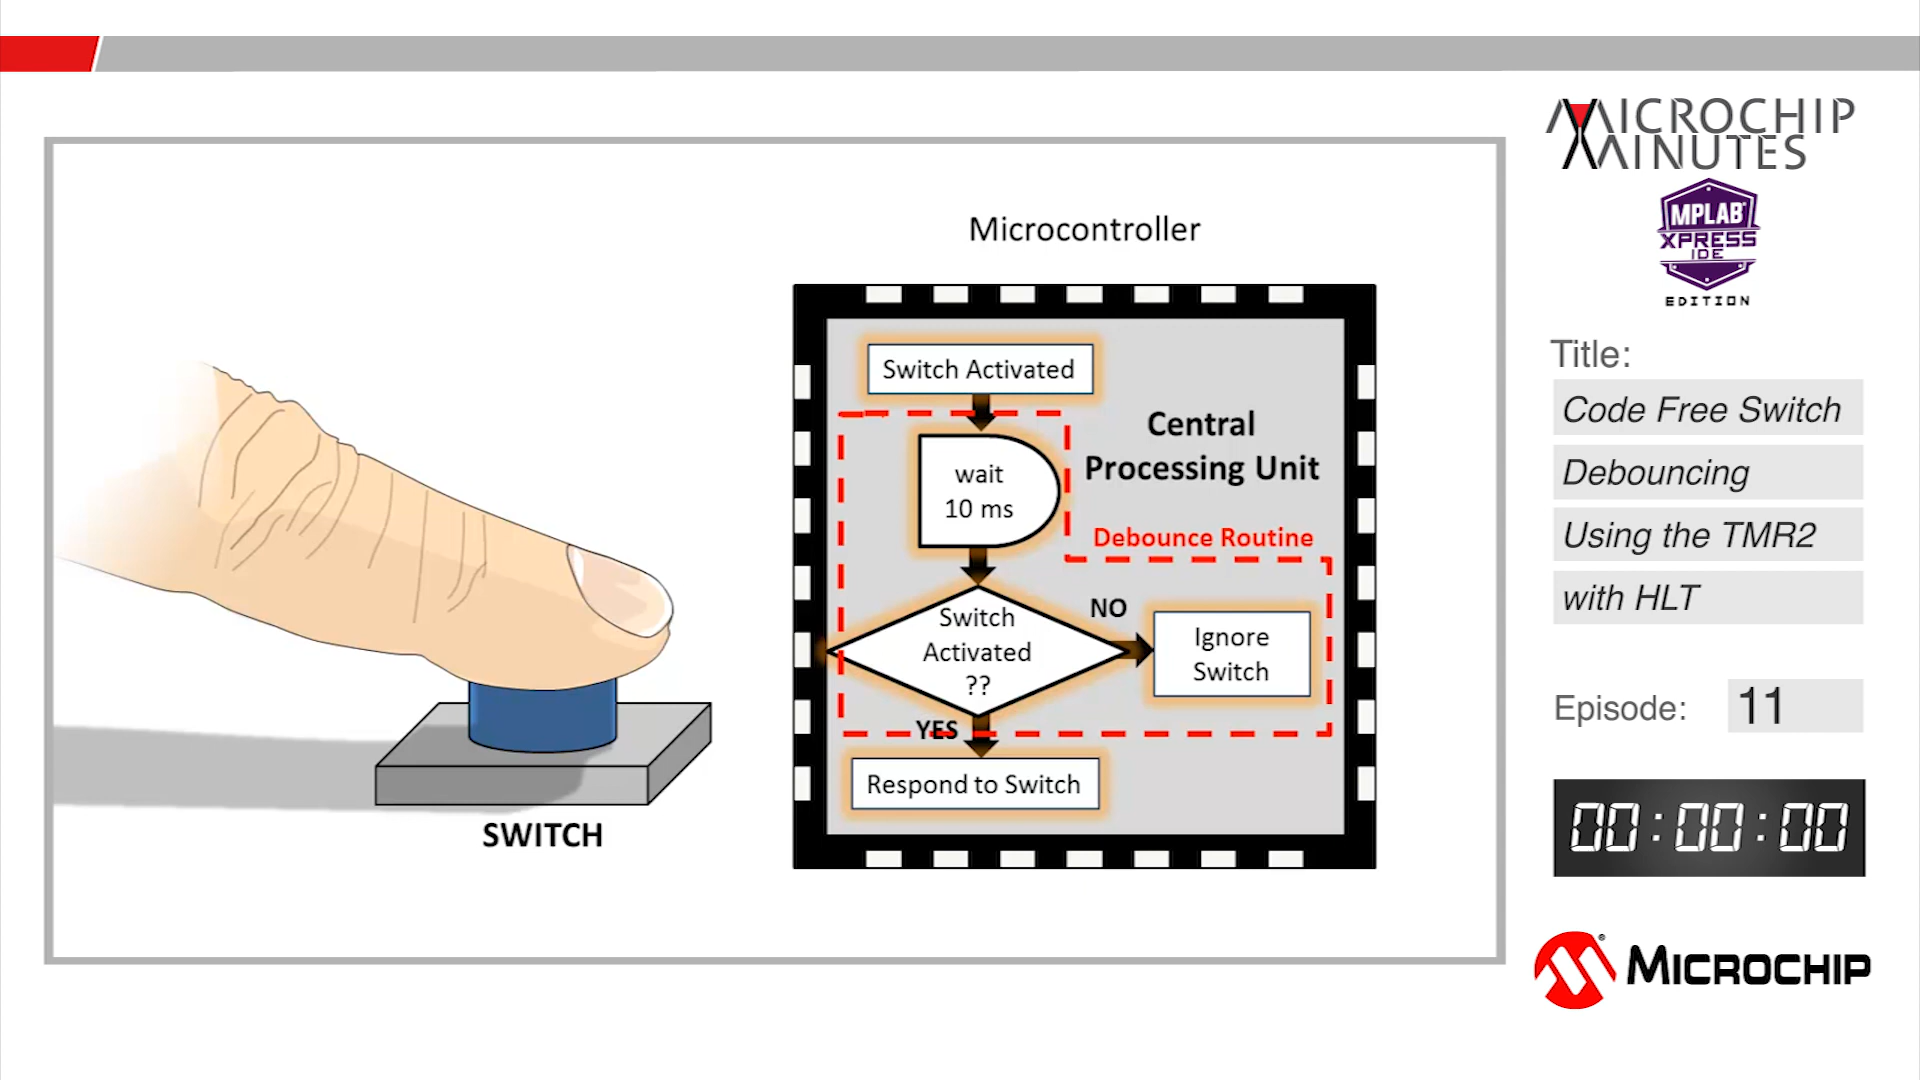 MICROCHIP
MINUTES
MPLAB
XPRESS
IDE
EDITION
Title:
Code Free Switch
Debouncing
Using the TMR2
with HLT
Episode: 11
00:00:00
MICROCHIP
Microcontroller
Switch Activated
Central
Processing Unit
wait
10 ms
Debounce Routine
Switch
Activated
??
NO
Ignore
Switch
YES
Respond to Switch
SWITCH